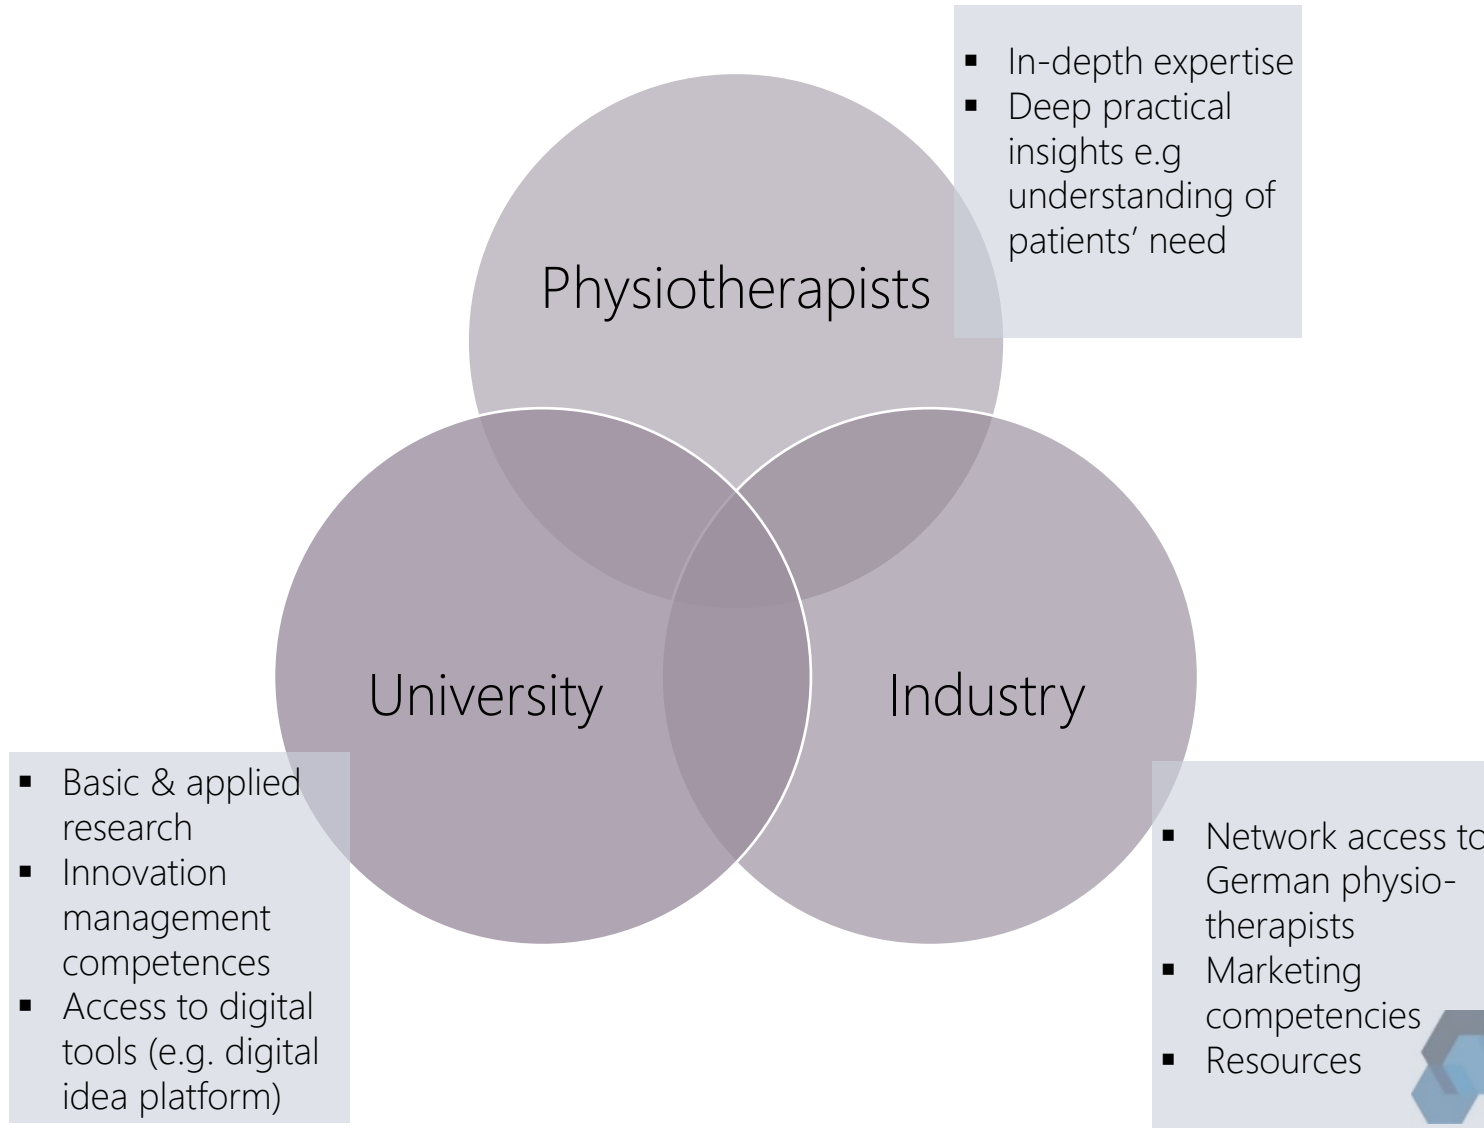 ▪ In-depth expertise
▪ Deep practical
insights e.g
understanding of
patients’ need
Physiotherapists
University
Industry
▪ Basic & applied
research
▪ Innovation
management
competences
▪ Access to digital
tools (e.g. digital
idea platform)
▪ Network access to
German physio-
therapists
▪ Marketing
competencies
▪ Resources